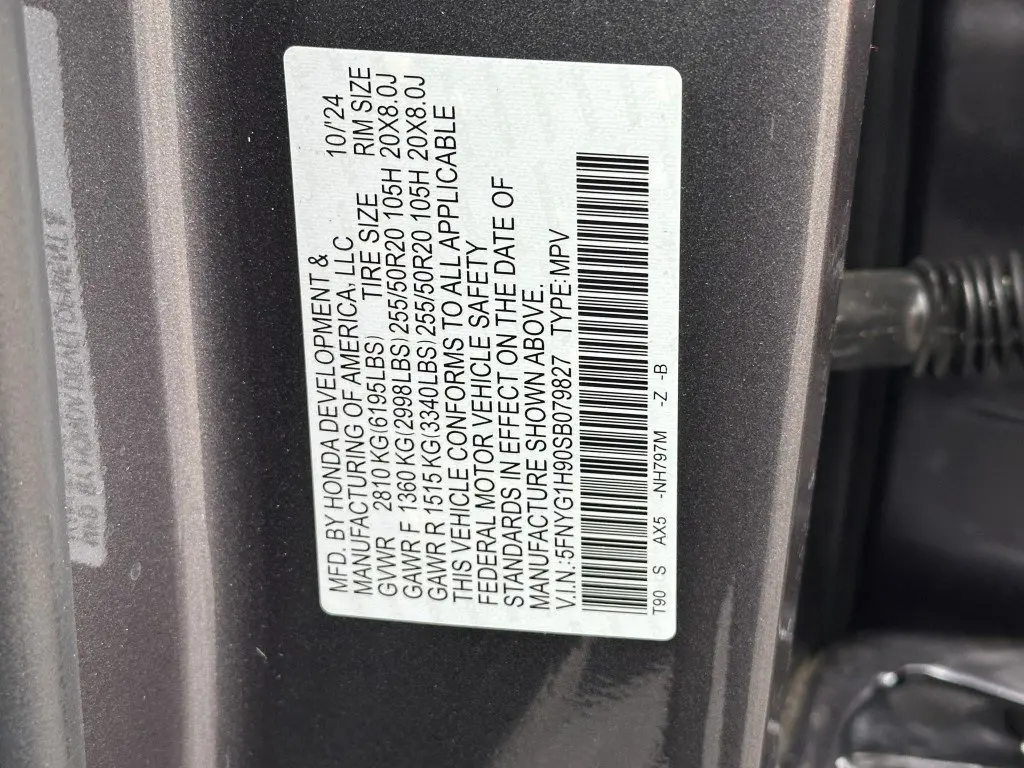 MFD. BY HONDA DEVELOPMENT &
MANUFACTURING OF AMERICA, LLC 10/24
GVWR 2810 KG(6195LBS) TIRE SIZE RIM SIZE
GAWR F 1360 KG(2998LBS) 255/50R20 105H 20X8.0J
GAWR R 1515 KG(3340LBS) 255/50R20 105H 20X8.0J
THIS VEHICLE CONFORMS TO ALL APPLICABLE
FEDERAL MOTOR VEHICLE SAFETY
STANDARDS IN EFFECT ON THE DATE OF
MANUFACTURE SHOWN ABOVE.
V.I.N.:5FNYG1H90SB079827 TYPE:MPV
T90 S AX5 -NH797M -Z -B